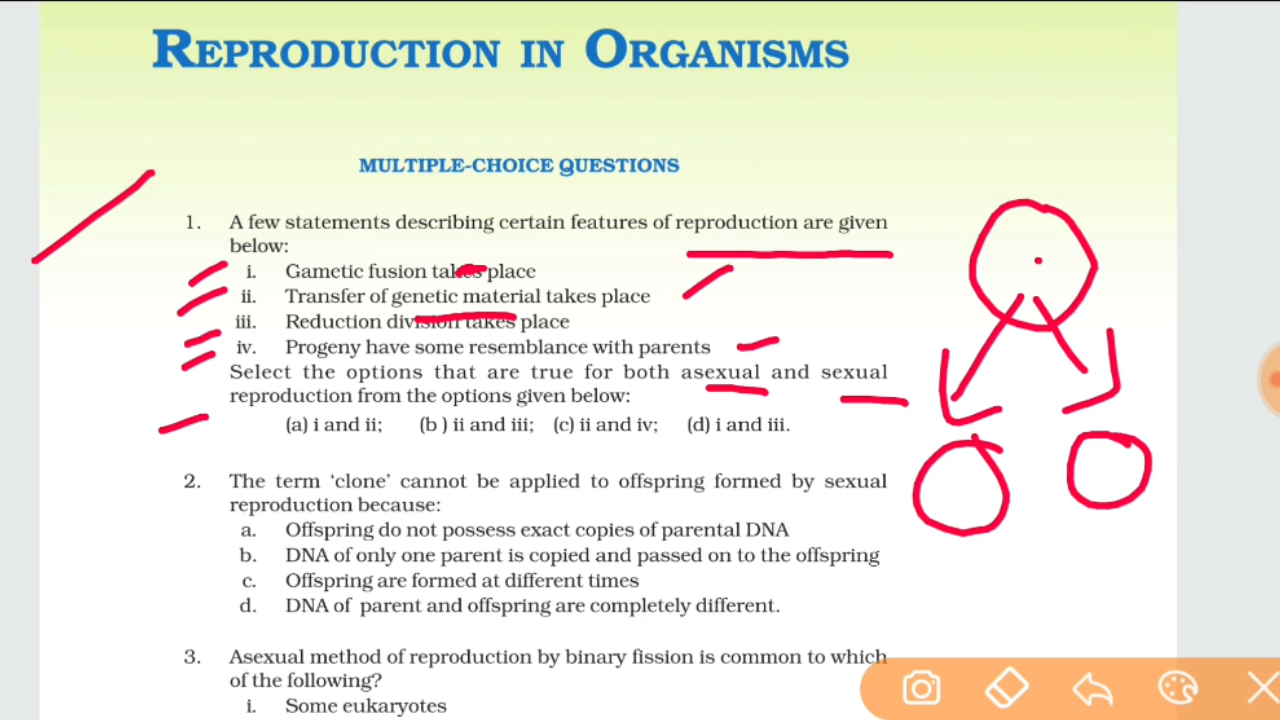 REPRODUCTION IN ORGANISMS
MULTIPLE-CHOICE QUESTIONS
1. A few statements describing certain features of reproduction are given
below:
i. Gametic fusion takes place
ii. Transfer of genetic material takes place
iii. Reduction division takes place
iv. Progeny have some resemblance with parents
Select the options that are true for both asexual and sexual
reproduction from the options given below:
(a) i and ii; (b ) ii and iii; (c) ii and iv; (d) i and iii.
2. The term ‘clone’ cannot be applied to offspring formed by sexual
reproduction because:
a. Offspring do not possess exact copies of parental DNA
b. DNA of only one parent is copied and passed on to the offspring
c. Offspring are formed at different times
d. DNA of parent and offspring are completely different.
3. Asexual method of reproduction by binary fission is common to which
of the following?
i. Some eukaryotes